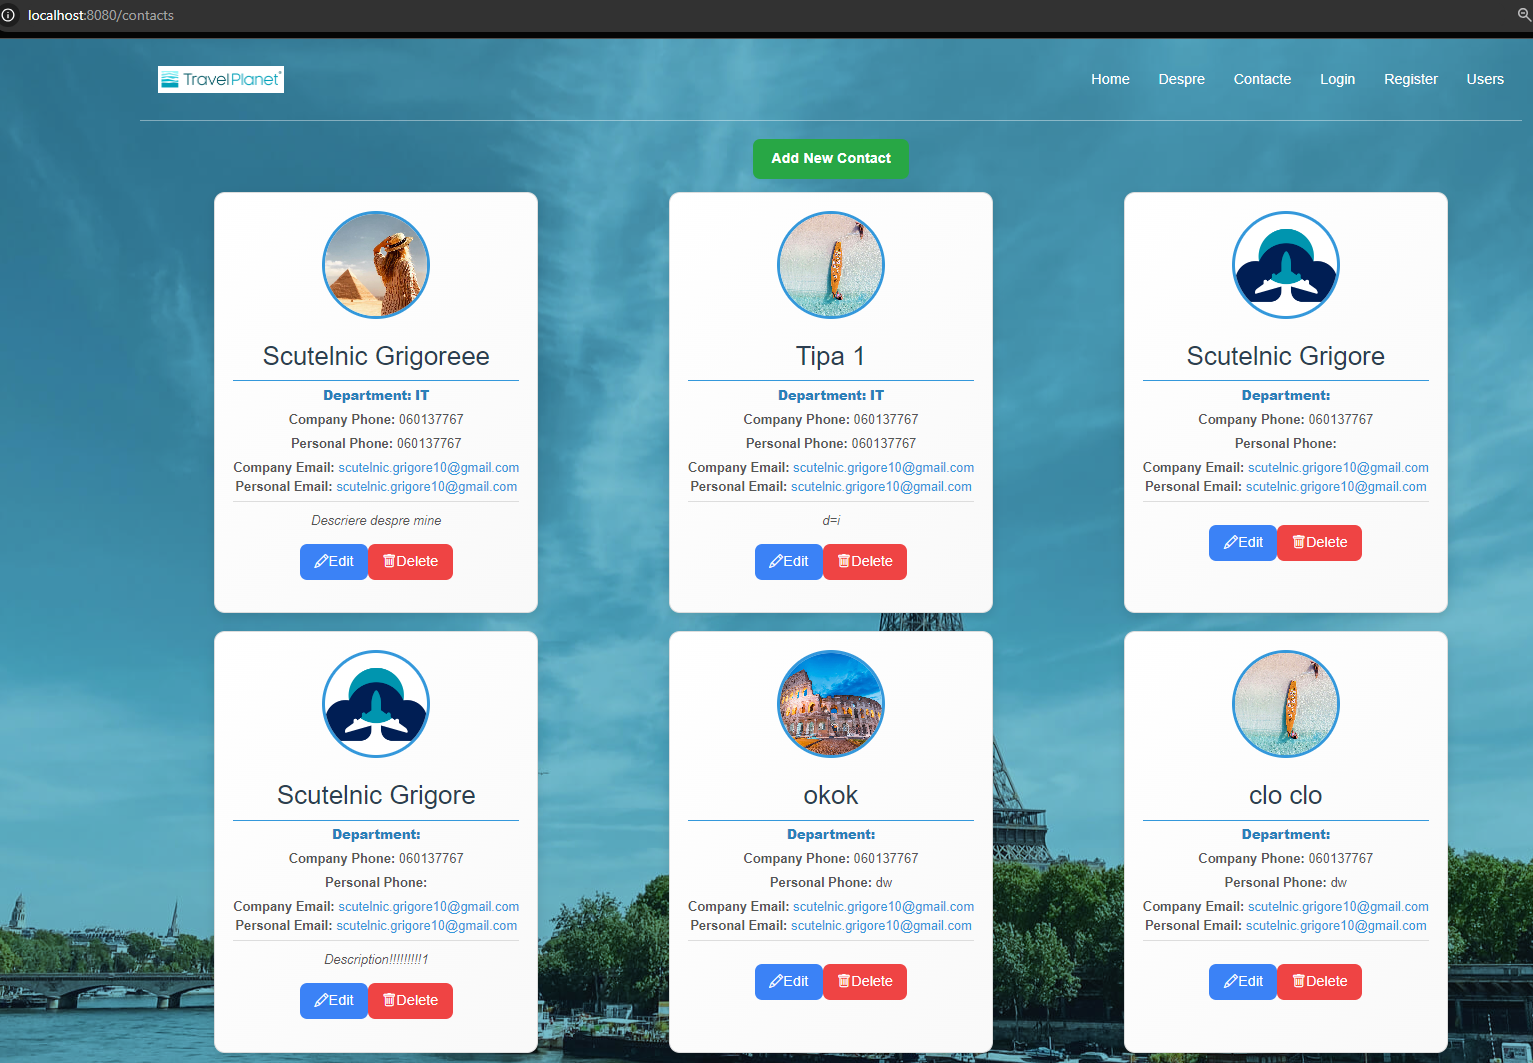 localhost:8080/contacts
TravelPlanet
Home Despre Contacte Login Register Users
Add New Contact
Scutelnic Grigoreee
Department: IT
Company Phone: 060137767
Personal Phone: 060137767
Company Email: scutelnic.grigore10@gmail.com
Personal Email: scutelnic.grigore10@gmail.com
Descriere despre mine
Edit Delete
Tipa 1
Department: IT
Company Phone: 060137767
Personal Phone: 060137767
Company Email: scutelnic.grigore10@gmail.com
Personal Email: scutelnic.grigore10@gmail.com
d=i
Edit Delete
Scutelnic Grigore
Department:
Company Phone: 060137767
Personal Phone:
Company Email: scutelnic.grigore10@gmail.com
Personal Email: scutelnic.grigore10@gmail.com
Edit Delete
Scutelnic Grigore
Department:
Company Phone: 060137767
Personal Phone:
Company Email: scutelnic.grigore10@gmail.com
Personal Email: scutelnic.grigore10@gmail.com
Description!!!!!!!!!1
Edit Delete
okok
Department:
Company Phone: 060137767
Personal Phone: dw
Company Email: scutelnic.grigore10@gmail.com
Personal Email: scutelnic.grigore10@gmail.com
Edit Delete
clo clo
Department:
Company Phone: 060137767
Personal Phone: dw
Company Email: scutelnic.grigore10@gmail.com
Personal Email: scutelnic.grigore10@gmail.com
Edit Delete